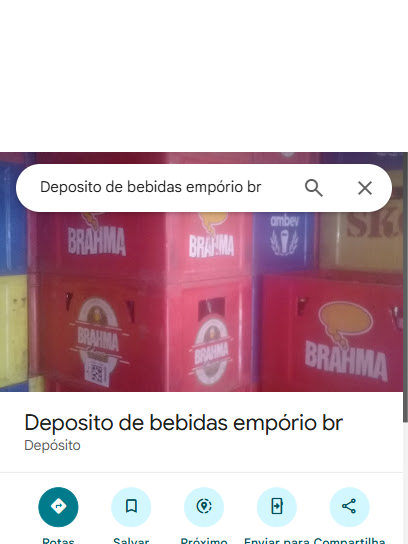 Deposito de bebidas empório br
BRAHMA
BRAHMA
ambev
SK
BRAHMA
BRAHMA
BRAHMA
Deposito de bebidas empório br
Depósito
Rotas
Salvar
Próximo
Enviar para
Compartilha